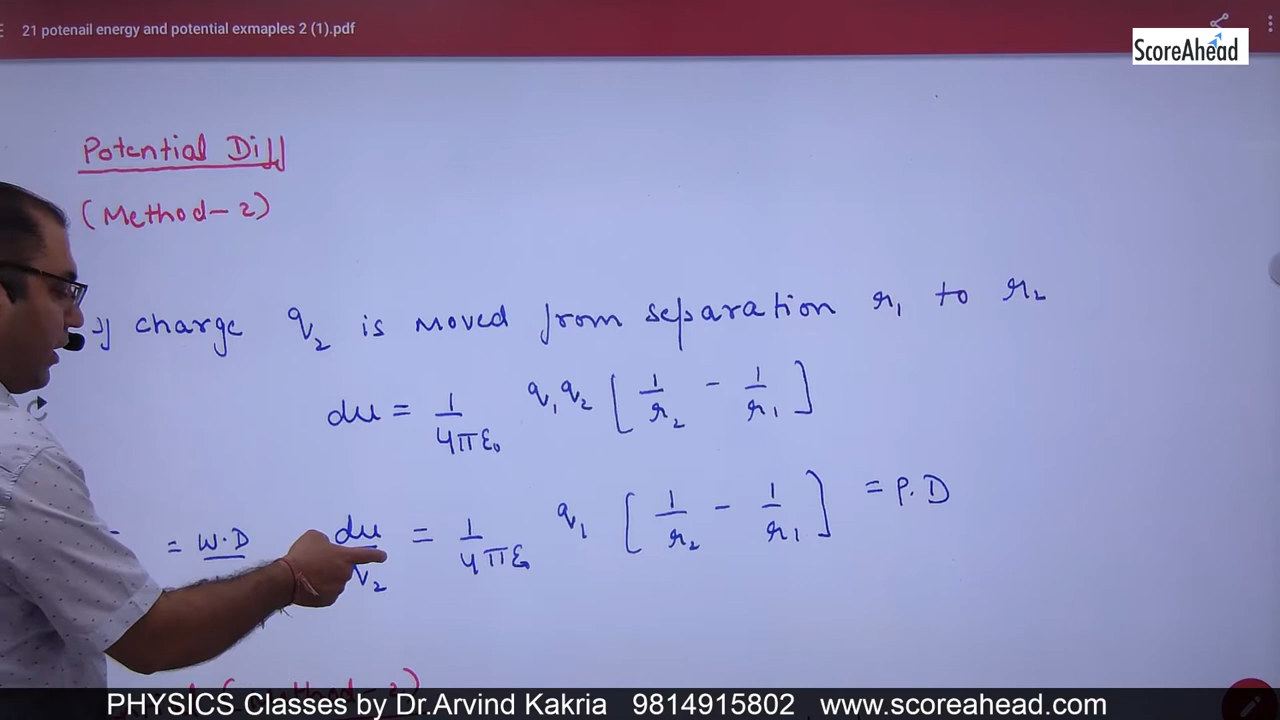 21 potenail energy and potential exmaples 2 (1).pdf
ScoreAhead
Potential Diff
(Method-2)
If charge q₂ is moved from separation r₁ to r₂
du = 1/4πε₀ q₁q₂ [1/r₂ - 1/r₁]
= W.D du/q₂ = 1/4πε₀ q₁ [1/r₂ - 1/r₁] = P.D
PHYSICS Classes by Dr.Arvind Kakria 9814915802 www.scoreahead.com